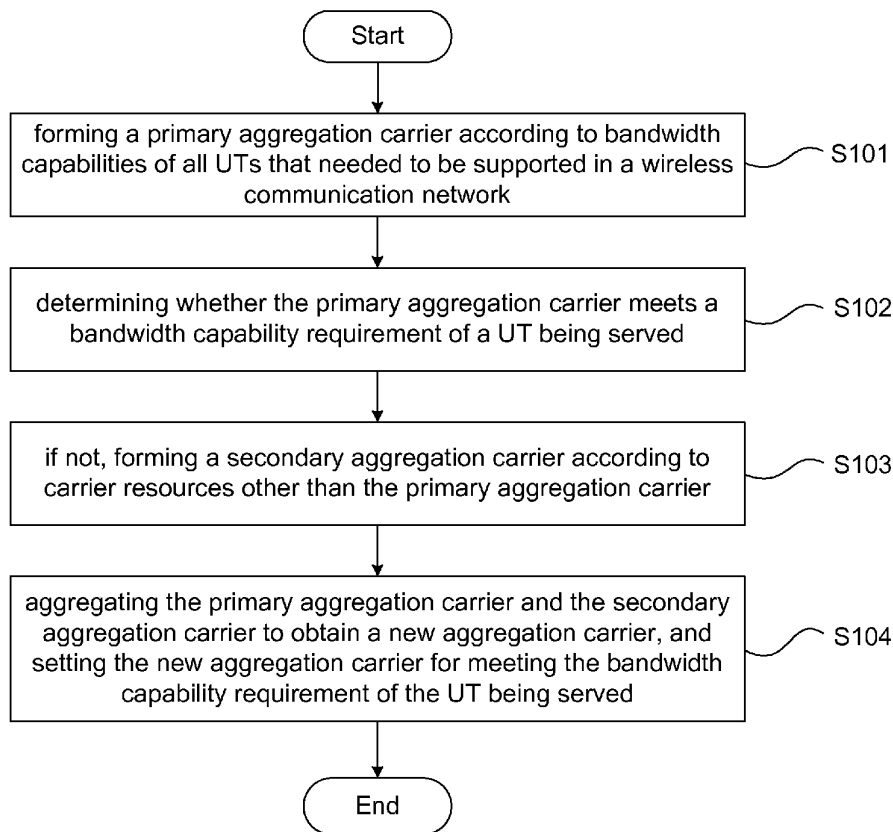 Start
forming a primary aggregation carrier according to bandwidth
capabilities of all UTs that needed to be supported in a wireless
communication network
S101
determining whether the primary aggregation carrier meets a
bandwidth capability requirement of a UT being served
S102
if not, forming a secondary aggregation carrier according to
carrier resources other than the primary aggregation carrier
S103
aggregating the primary aggregation carrier and the secondary
aggregation carrier to obtain a new aggregation carrier, and
setting the new aggregation carrier for meeting the bandwidth
capability requirement of the UT being served
S104
End